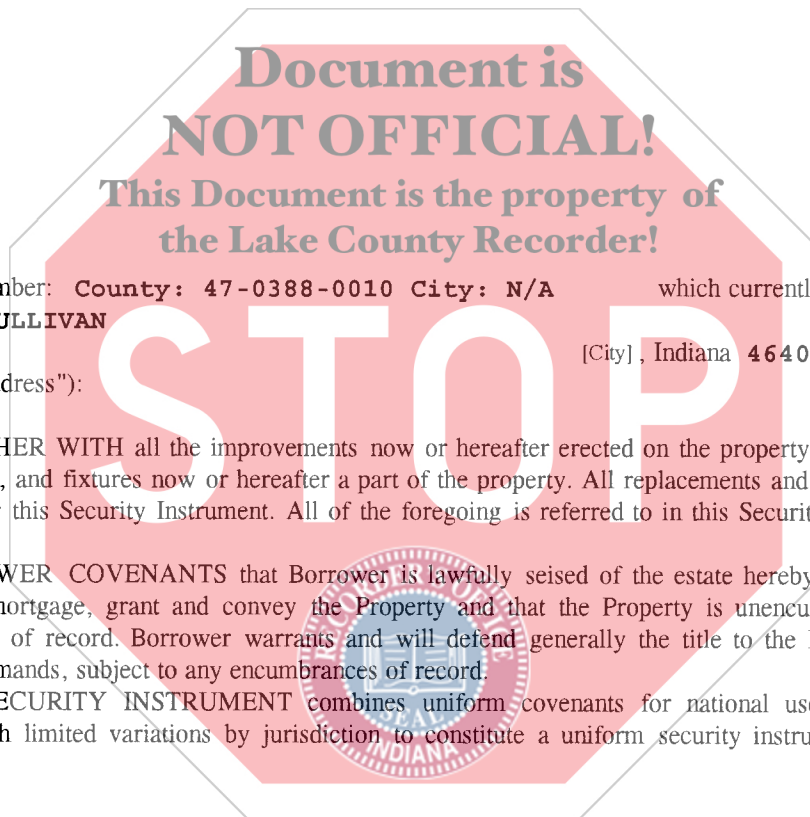 Document is
NOT OFFICIAL!
This Document is the property of
the Lake County Recorder!
mber: County: 47-0388-0010 City: N/A which currentl
ULLIVAN
[City] , Indiana 4640
dress"):
STOP
HER WITH all the improvements now or hereafter erected on the property
, and fixtures now or hereafter a part of the property. All replacements and
this Security Instrument. All of the foregoing is referred to in this Securit
WER COVENANTS that Borrower is lawfully seised of the estate hereby
nortgage, grant and convey the Property and that the Property is unencu
of record. Borrower warrants and will defend generally the title to the
mands, subject to any encumbrances of record.
ECURITY INSTRUMENT combines uniform covenants for national us
h limited variations by jurisdiction to constitute a uniform security instru
RECORDER OF THE
SEAL
INDIANA